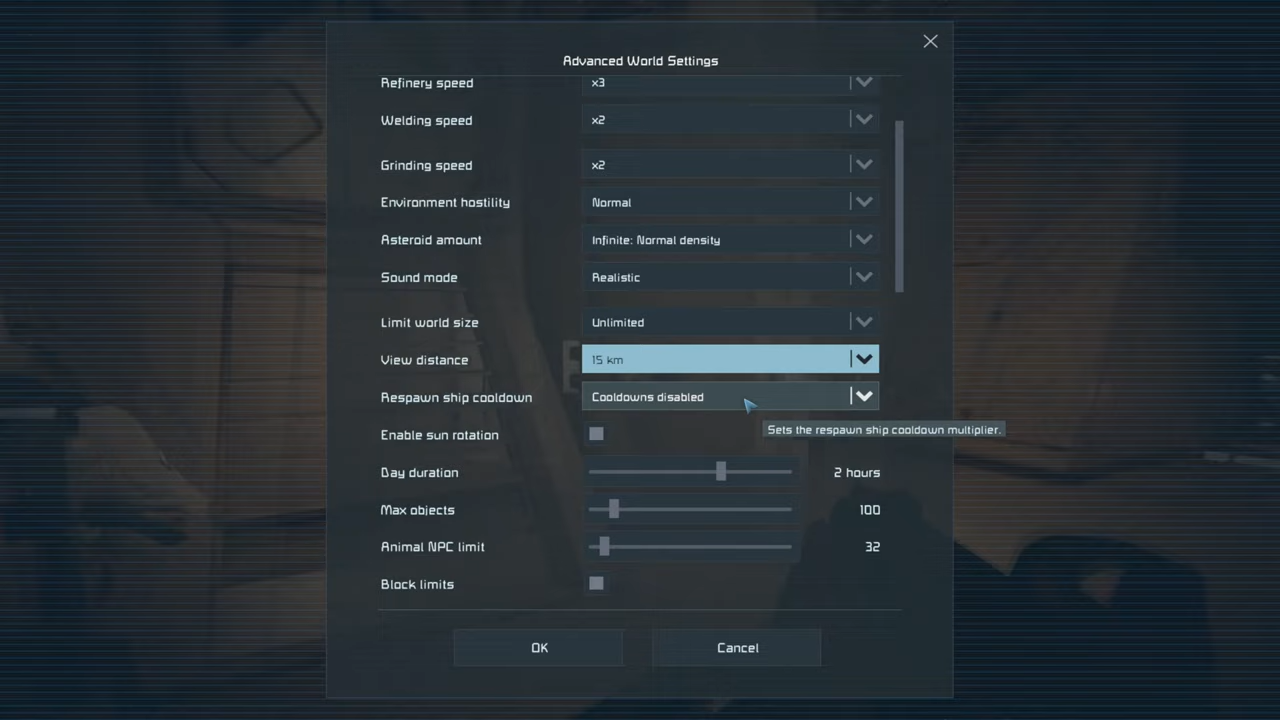 Advanced World Settings
Refinery speed x3
Welding speed x2
Grinding speed x2
Environment hostility Normal
Asteroid amount Infinite: Normal density
Sound mode Realistic
Limit world size Unlimited
View distance 15 km
Respawn ship cooldown Cooldowns disabled
Sets the respawn ship cooldown multiplier.
Enable sun rotation
Day duration 2 hours
Max objects 100
Animal NPC limit 32
Block limits
OK Cancel